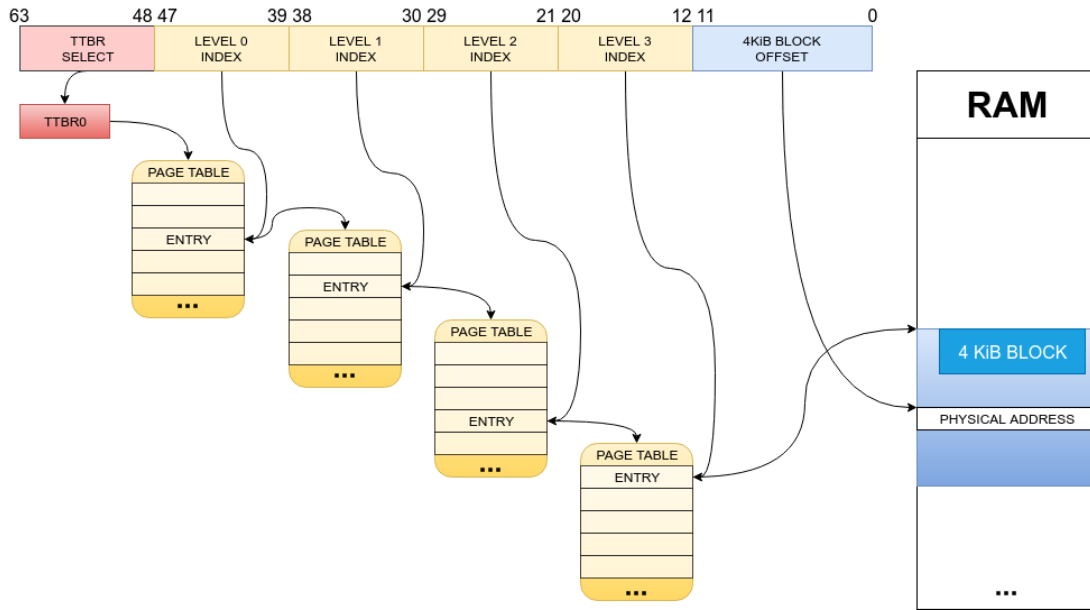 63 48 47 39 38 30 29 21 20 12 11 0
TTBR
SELECT
LEVEL 0
INDEX
LEVEL 1
INDEX
LEVEL 2
INDEX
LEVEL 3
INDEX
4KiB BLOCK
OFFSET
TTBR0
RAM
PAGE TABLE
ENTRY
...
PAGE TABLE
ENTRY
...
PAGE TABLE
ENTRY
...
PAGE TABLE
ENTRY
...
4 KiB BLOCK
PHYSICAL ADDRESS
...
...